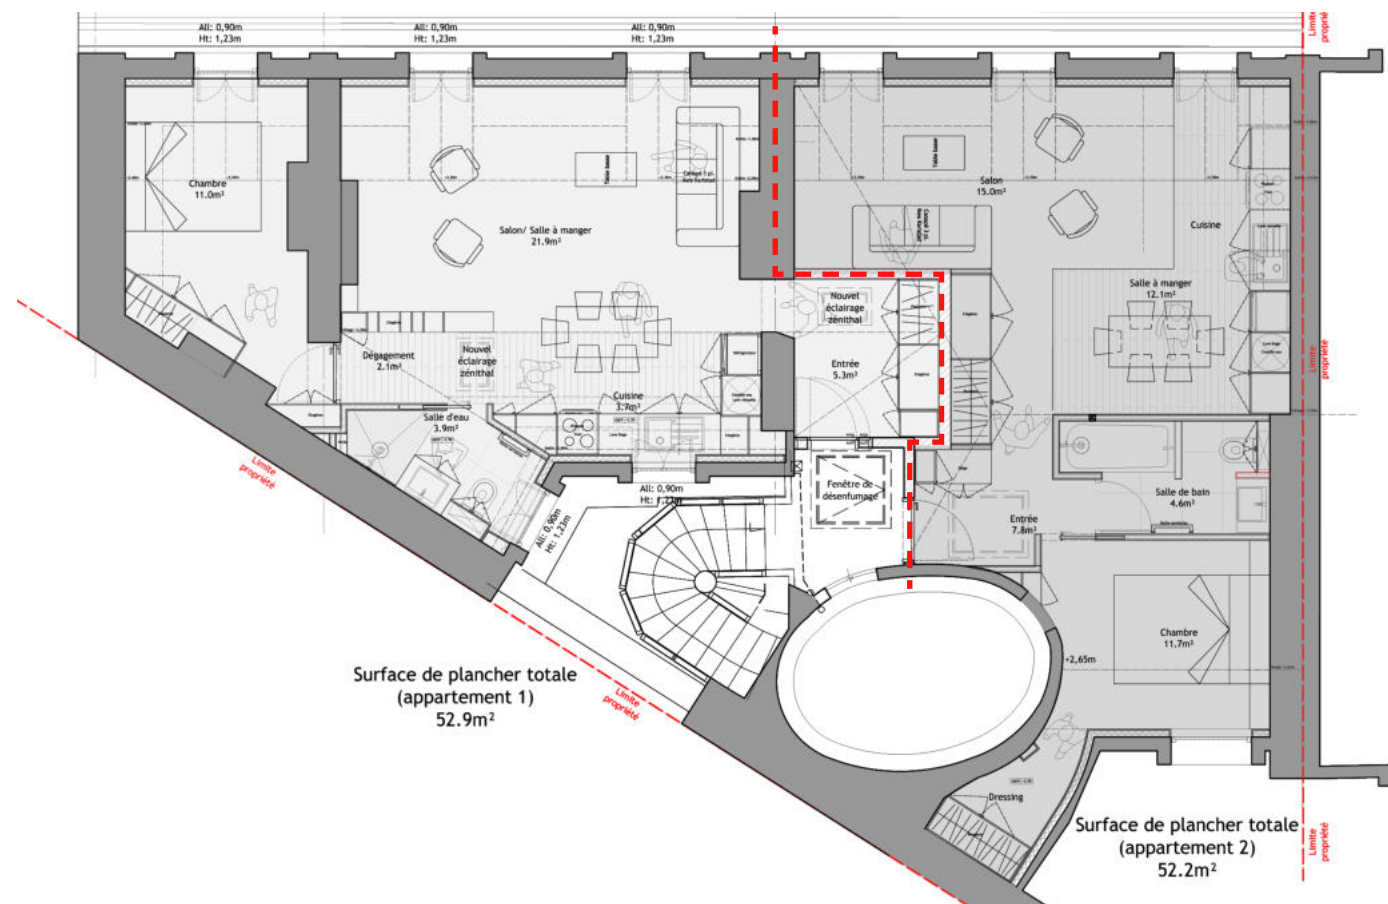 All: 0,90m
Ht: 1,23m
All: 0,90m
Ht: 1,23m
All: 0,90m
Ht: 1,23m
Limite
propriété
Chambre
11.0m²
Table basse
Salon/ Salle à manger
21.9m²
Table basse
Salon
15.0m²
Cuisine
Nouvel
éclairage
zénithal
Salle à manger
12.1m²
Dégagement
2.1m²
Nouvel
éclairage
zénithal
Entrée
5.3m²
Limite
propriété
Cuisine
3.7m²
Salle d'eau
3.9m²
Limite
propriété
All: 0,90m
Ht: 1,23m
Fenêtre de
désenfumage
Salle de bain
4.6m²
Entrée
7.8m²
All: 0,90m
Ht: 1,23m
Chambre
11.7m²
+2,65m
Surface de plancher totale
(appartement 1)
52.9m²
Limite
propriété
Dressing
Surface de plancher totale
(appartement 2)
52.2m²
Limite
propriété